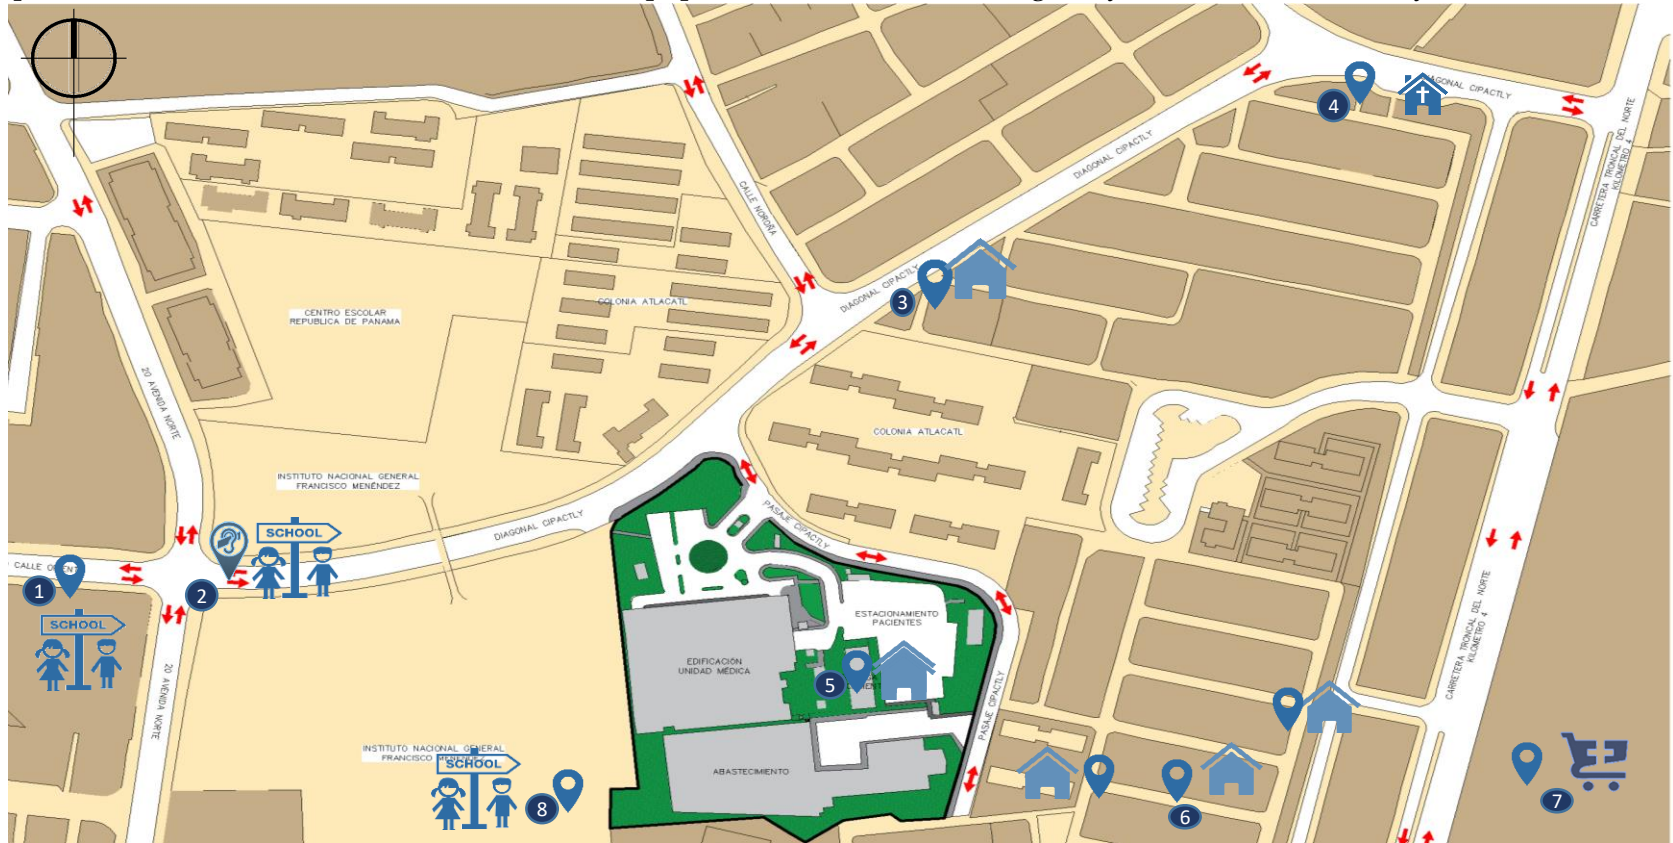 DIAGONAL CIPACTLY
4
CARRETERA TRONCAL DEL NORTE
KILOMETRO 4
DIAGONAL CIPACTLY
CALLE NOROÑA
DIAGONAL CIPACTLY
3
COLONIA ATLACATL
CENTRO ESCOLAR
REPUBLICA DE PANAMA
20 AVENIDA NORTE
COLONIA ATLACATL
INSTITUTO NACIONAL GENERAL
FRANCISCO MENÉNDEZ
DIAGONAL CIPACTLY
PASAJE CIPACTLY
SCHOOL
CALLE
1
2
SCHOOL
ESTACIONAMIENTO
PACIENTES
CARRETERA TRONCAL DEL NORTE
KILOMETRO 4
EDIFICACIÓN
UNIDAD MÉDICA
5
20 AVENIDA NORTE
PASAJE CIPACTLY
INSTITUTO NACIONAL GENERAL
FRANCISCO
SCHOOL
ABASTECIMIENTO
8
6
7